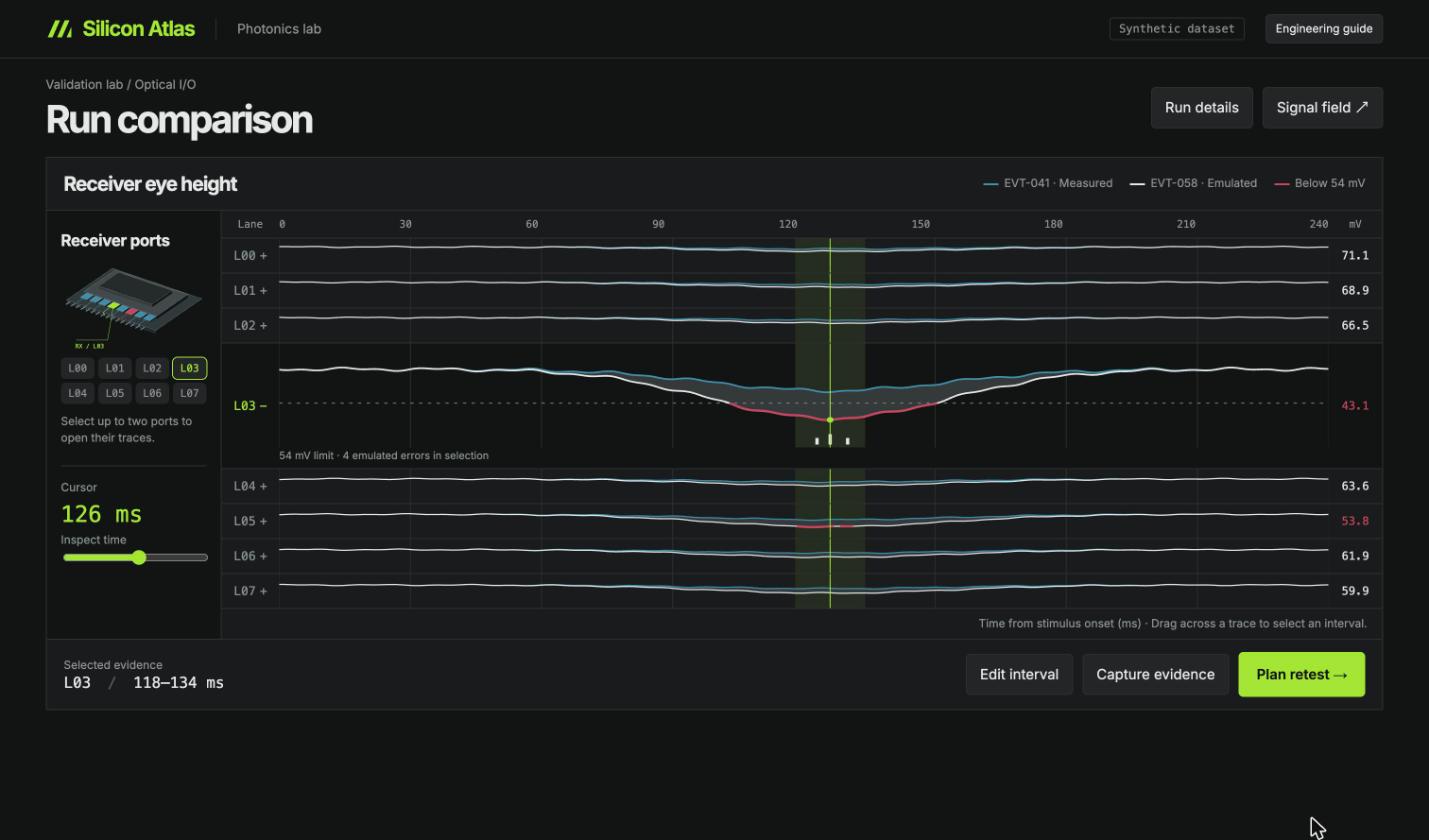 Silicon Atlas
Photonics lab
Synthetic dataset
Engineering guide
Validation lab / Optical I/O
Run comparison
Run details
Signal field ↗
Receiver eye height
EVT-041 · Measured
EVT-058 · Emulated
Below 54 mV
Receiver ports
RX / L03
L00 L01 L02 L03
L04 L05 L06 L07
Select up to two ports to
open their traces.
Cursor
126 ms
Inspect time
Lane 0 30 60 90 120 150 180 210 240 mV
L00 + 71.1
L01 + 68.9
L02 + 66.5
L03 − 43.1
54 mV limit · 4 emulated errors in selection
L04 + 63.6
L05 + 53.8
L06 + 61.9
L07 + 59.9
Time from stimulus onset (ms) · Drag across a trace to select an interval.
Selected evidence
L03 / 118–134 ms
Edit interval
Capture evidence
Plan retest →